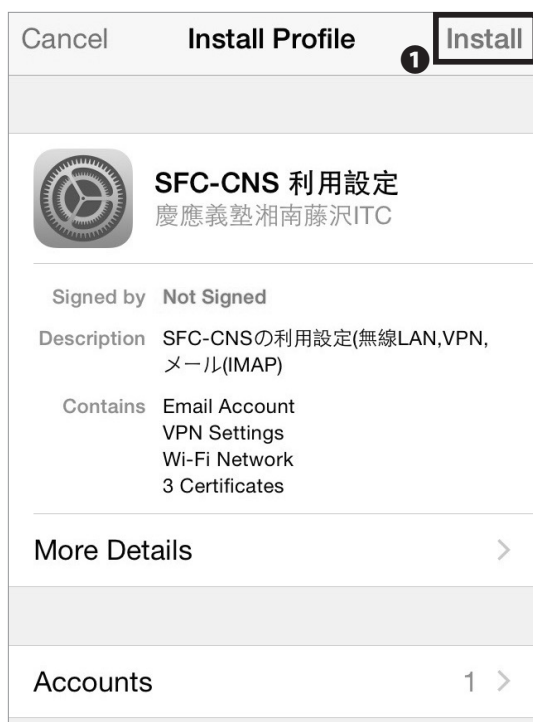 Cancel Install Profile ❶ Install
SFC-CNS 利用設定
慶應義塾湘南藤沢ITC
Signed by Not Signed
Description SFC-CNSの利用設定(無線LAN,VPN,
メール(IMAP)
Contains Email Account
VPN Settings
Wi-Fi Network
3 Certificates
More Details
Accounts 1